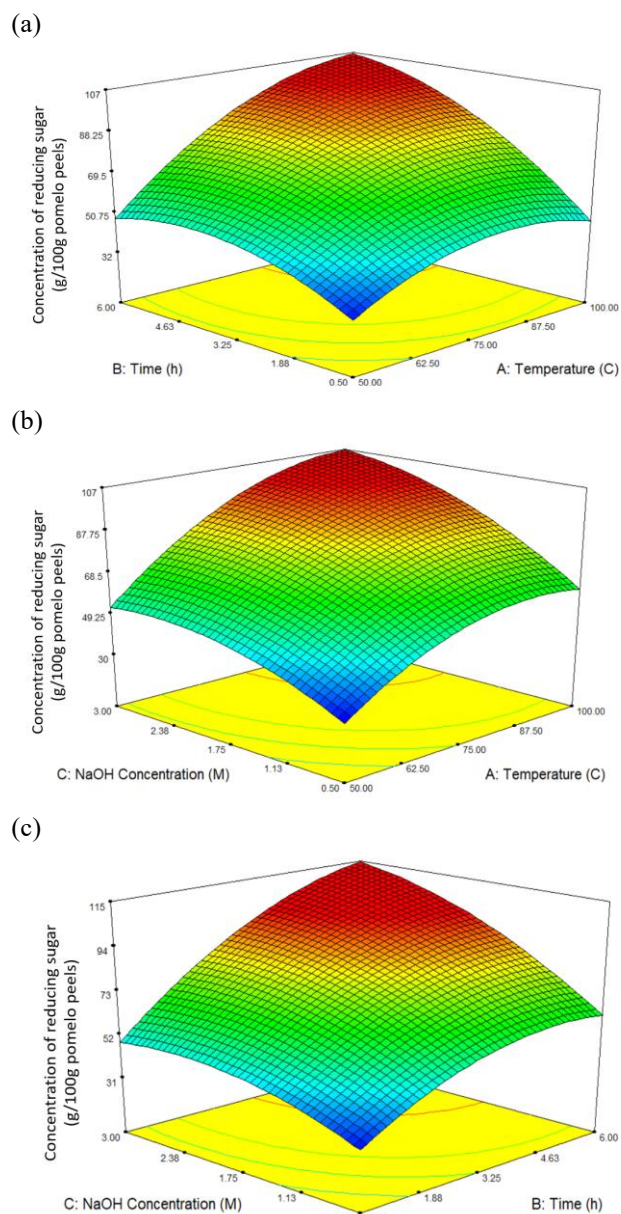 (a)
Concentration of reducing sugar
(g/100g pomelo peels)
107
88.25
69.5
50.75
32
6.00
4.63
3.25
1.88
0.50
50.00
62.50
75.00
87.50
100.00
B: Time (h)
A: Temperature (C)
(b)
Concentration of reducing sugar
(g/100g pomelo peels)
107
87.75
68.5
49.25
30
3.00
2.38
1.75
1.13
0.50
50.00
62.50
75.00
87.50
100.00
C: NaOH Concentration (M)
A: Temperature (C)
(c)
Concentration of reducing sugar
(g/100g pomelo peels)
115
94
73
52
31
3.00
2.38
1.75
1.13
1.88
3.25
4.63
6.00
C: NaOH Concentration (M)
B: Time (h)